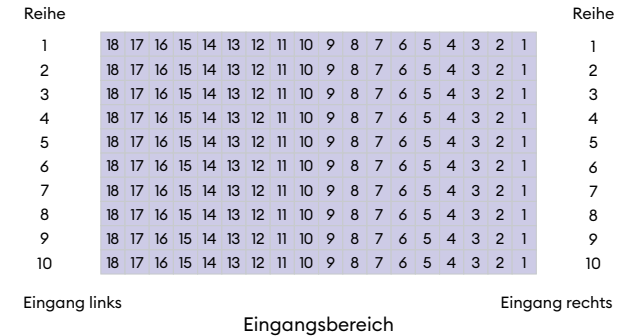 Reihe Reihe
1 18 17 16 15 14 13 12 11 10 9 8 7 6 5 4 3 2 1 1
2 18 17 16 15 14 13 12 11 10 9 8 7 6 5 4 3 2 1 2
3 18 17 16 15 14 13 12 11 10 9 8 7 6 5 4 3 2 1 3
4 18 17 16 15 14 13 12 11 10 9 8 7 6 5 4 3 2 1 4
5 18 17 16 15 14 13 12 11 10 9 8 7 6 5 4 3 2 1 5
6 18 17 16 15 14 13 12 11 10 9 8 7 6 5 4 3 2 1 6
7 18 17 16 15 14 13 12 11 10 9 8 7 6 5 4 3 2 1 7
8 18 17 16 15 14 13 12 11 10 9 8 7 6 5 4 3 2 1 8
9 18 17 16 15 14 13 12 11 10 9 8 7 6 5 4 3 2 1 9
10 18 17 16 15 14 13 12 11 10 9 8 7 6 5 4 3 2 1 10
Eingang links Eingang rechts
Eingangsbereich